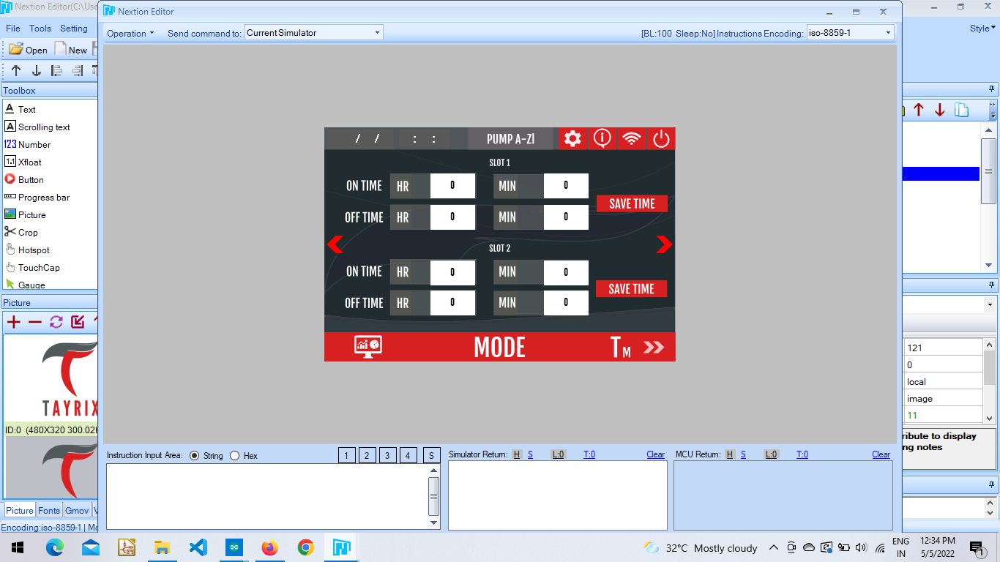 Nextion Editor(C:\Use
Nextion Editor
File Tools Setting
Style
Operation
Send command to: Current Simulator
[BL:100 Sleep:No] Instructions Encoding: iso-8859-1
Open New
Toolbox
Text
Scrolling text
Number
Xfloat
Button
Progress bar
Picture
Crop
Hotspot
TouchCap
Gauge
Picture
TAYRIX
ID:0 (480X320 300.02K
Picture Fonts Gmov V
Encoding:iso-8859-1 | Mo
/ / : : PUMP A-ZI
SLOT 1
ON TIME HR 0 MIN 0
SAVE TIME
OFF TIME HR 0 MIN 0
SLOT 2
ON TIME HR 0 MIN 0
SAVE TIME
OFF TIME HR 0 MIN 0
MODE TM
121
0
local
image
11
ribute to display
ng notes
Instruction Input Area: String Hex 1 2 3 4 S
Simulator Return: H S L:0 T:0 Clear
MCU Return: H S L:0 T:0 Clear
32°C Mostly cloudy
ENG
IN
12:34 PM
5/5/2022
1